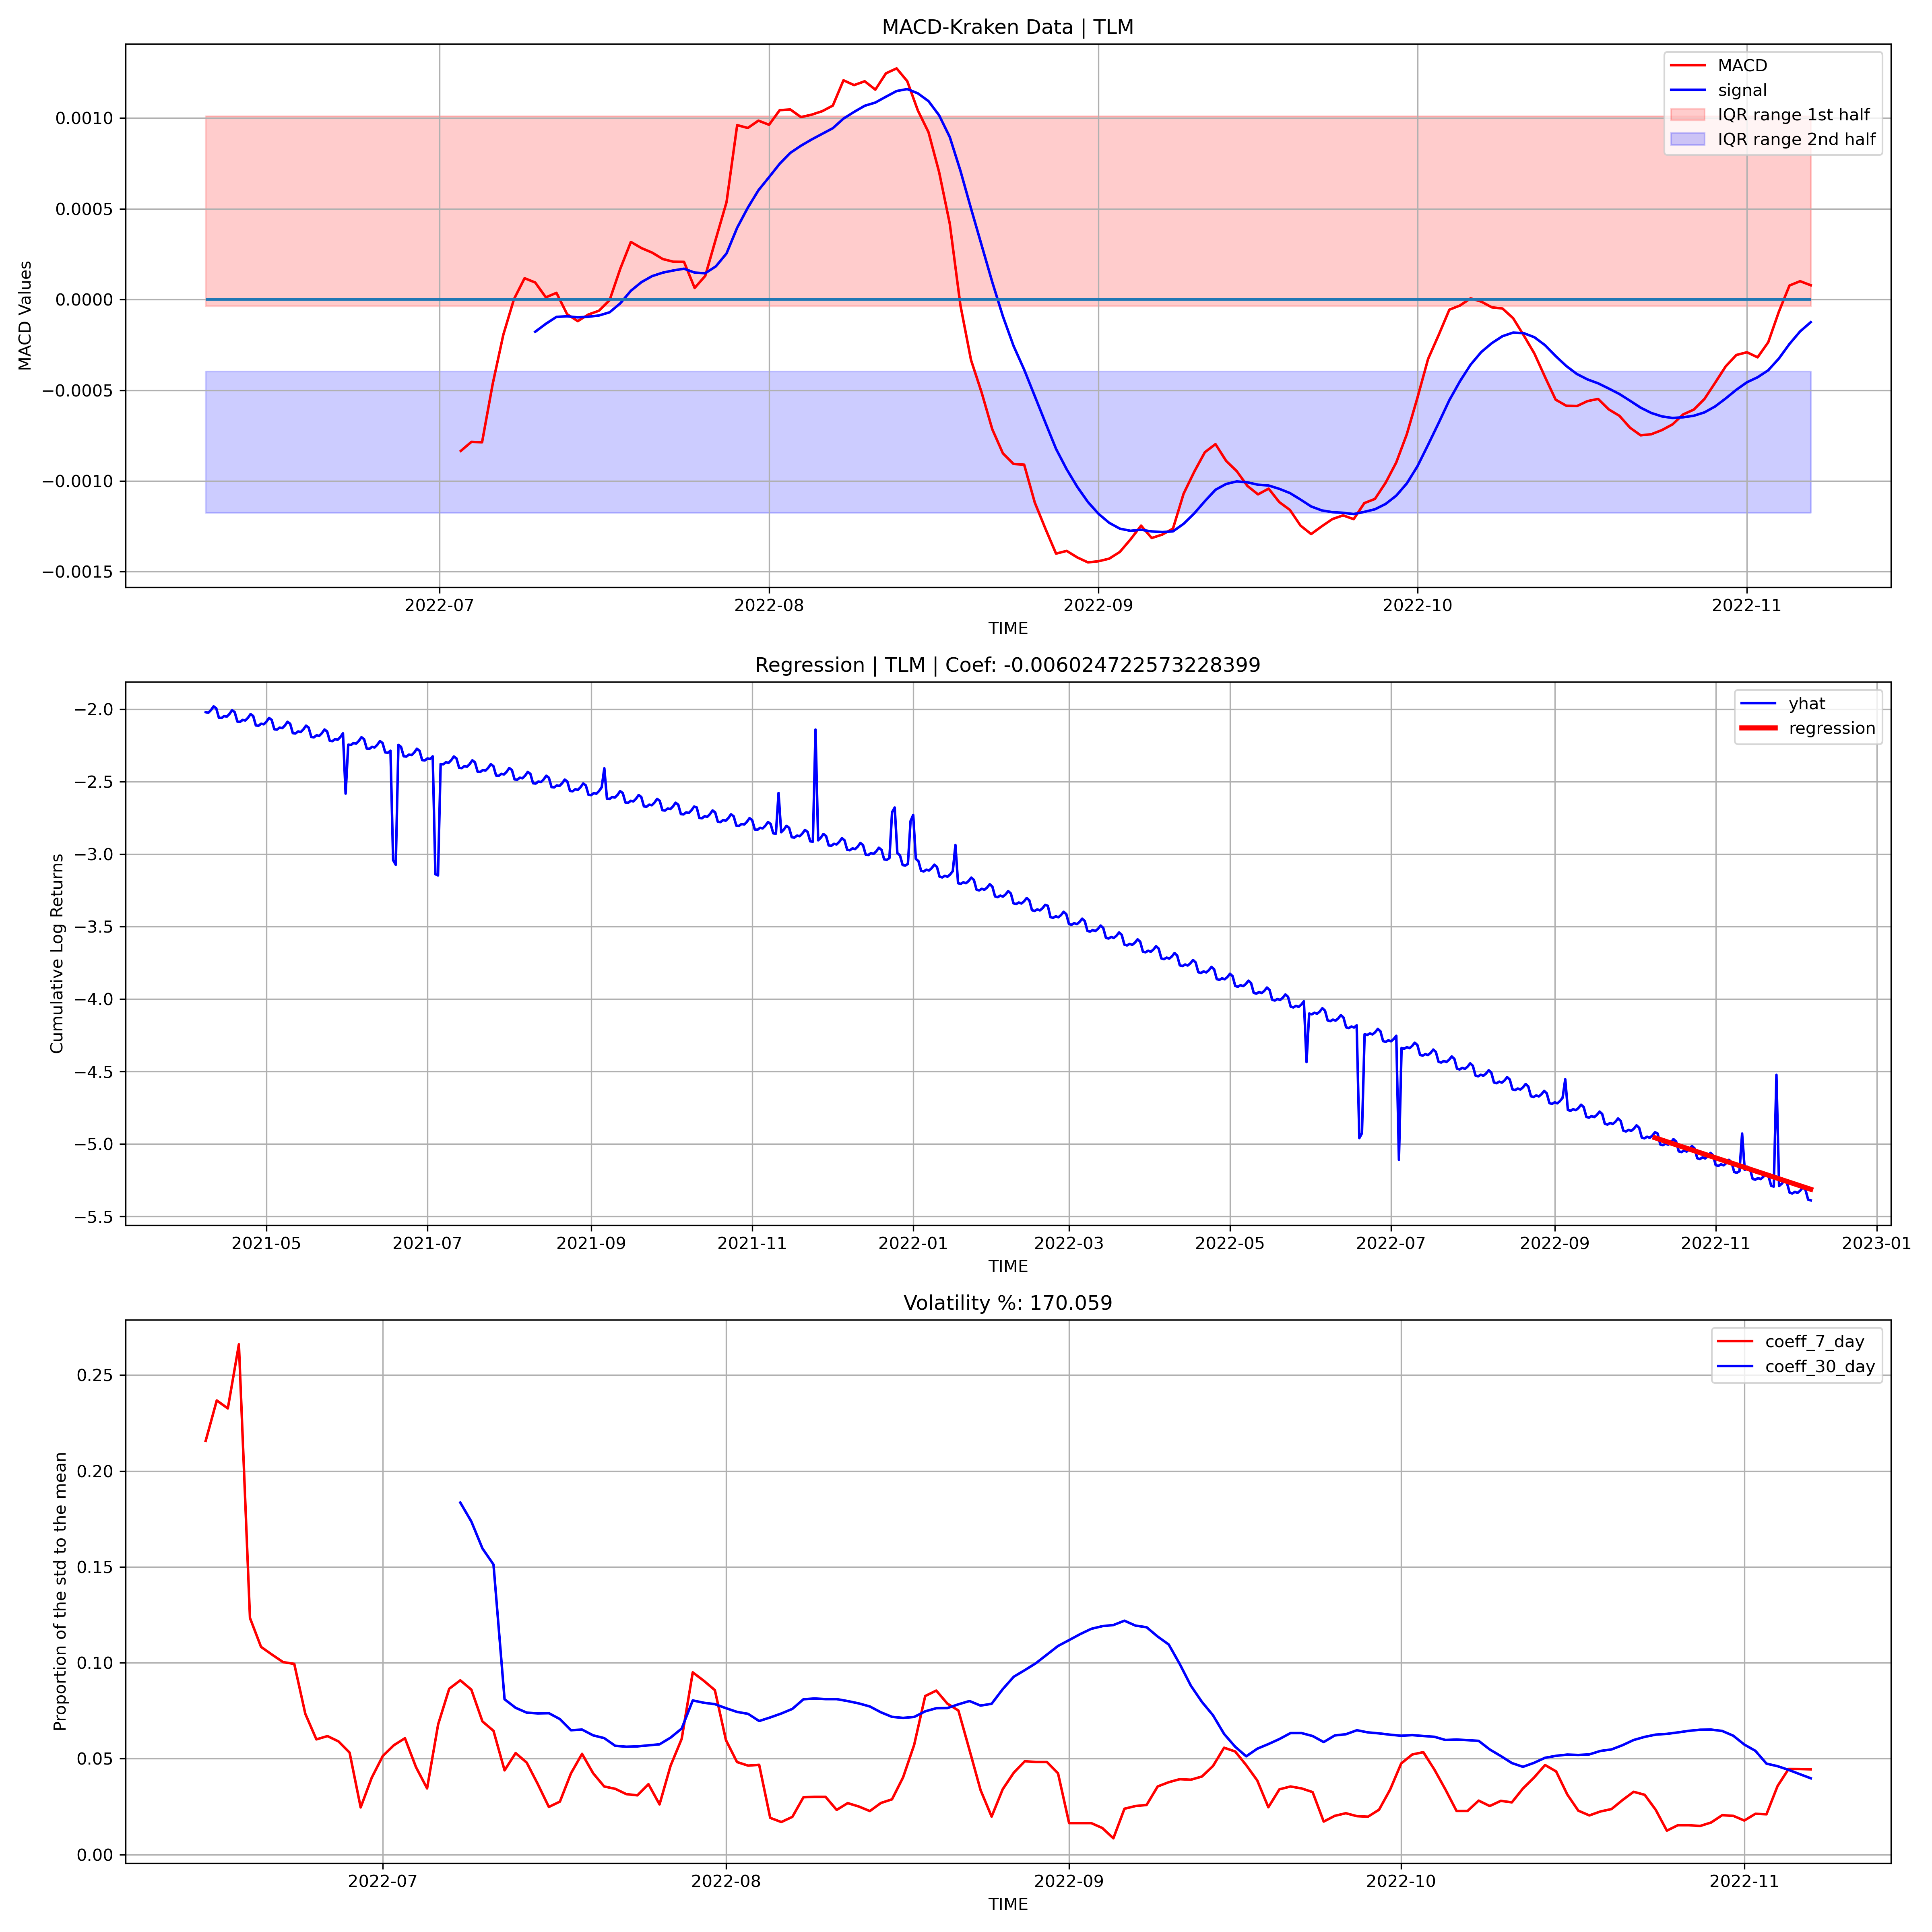 MACD-Kraken Data | TLM
MACD Values
0.0010
0.0005
0.0000
−0.0005
−0.0010
−0.0015
MACD
signal
IQR range 1st half
IQR range 2nd half
2022-07
2022-08
2022-09
2022-10
2022-11
TIME
Regression | TLM | Coef: -0.006024722573228399
Cumulative Log Returns
−2.0
−2.5
−3.0
−3.5
−4.0
−4.5
−5.0
−5.5
yhat
regression
2021-05
2021-07
2021-09
2021-11
2022-01
2022-03
2022-05
2022-07
2022-09
2022-11
2023-01
TIME
Volatility %: 170.059
Proportion of the std to the mean
0.25
0.20
0.15
0.10
0.05
0.00
coeff_7_day
coeff_30_day
2022-07
2022-08
2022-09
2022-10
2022-11
TIME